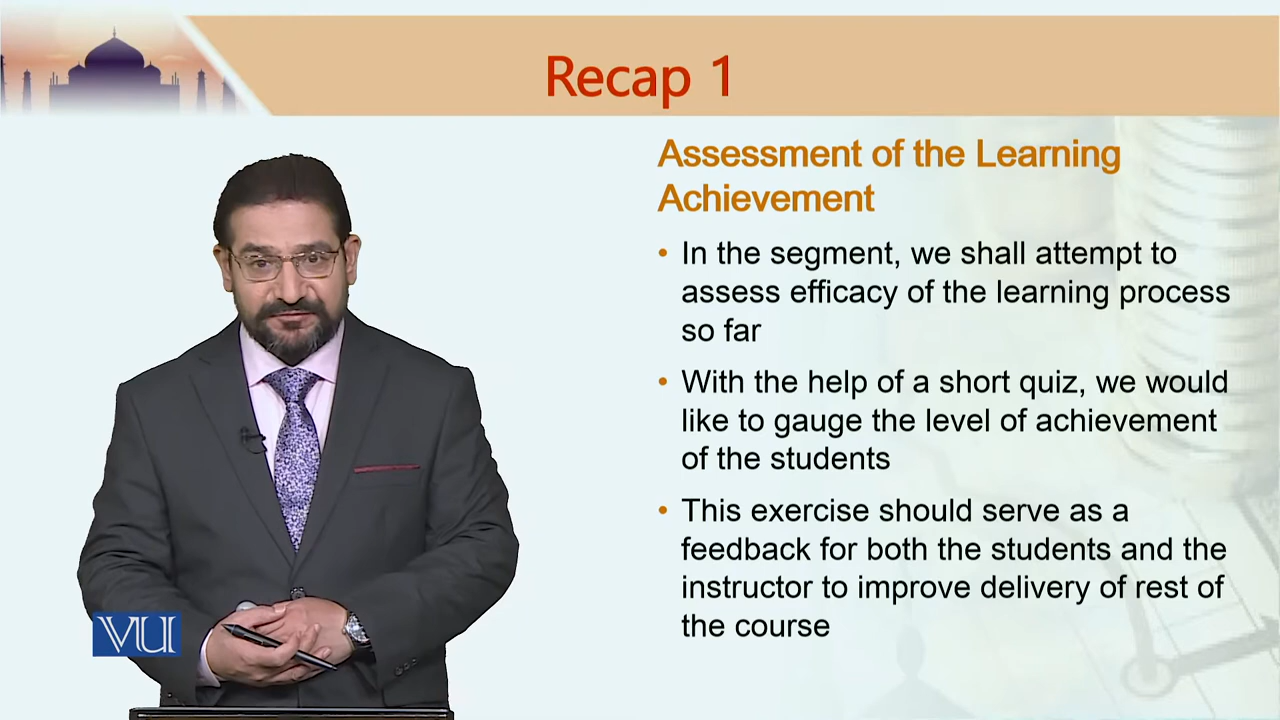 Recap 1
Assessment of the Learning
Achievement
• In the segment, we shall attempt to
assess efficacy of the learning process
so far
• With the help of a short quiz, we would
like to gauge the level of achievement
of the students
• This exercise should serve as a
feedback for both the students and the
instructor to improve delivery of rest of
the course
VU